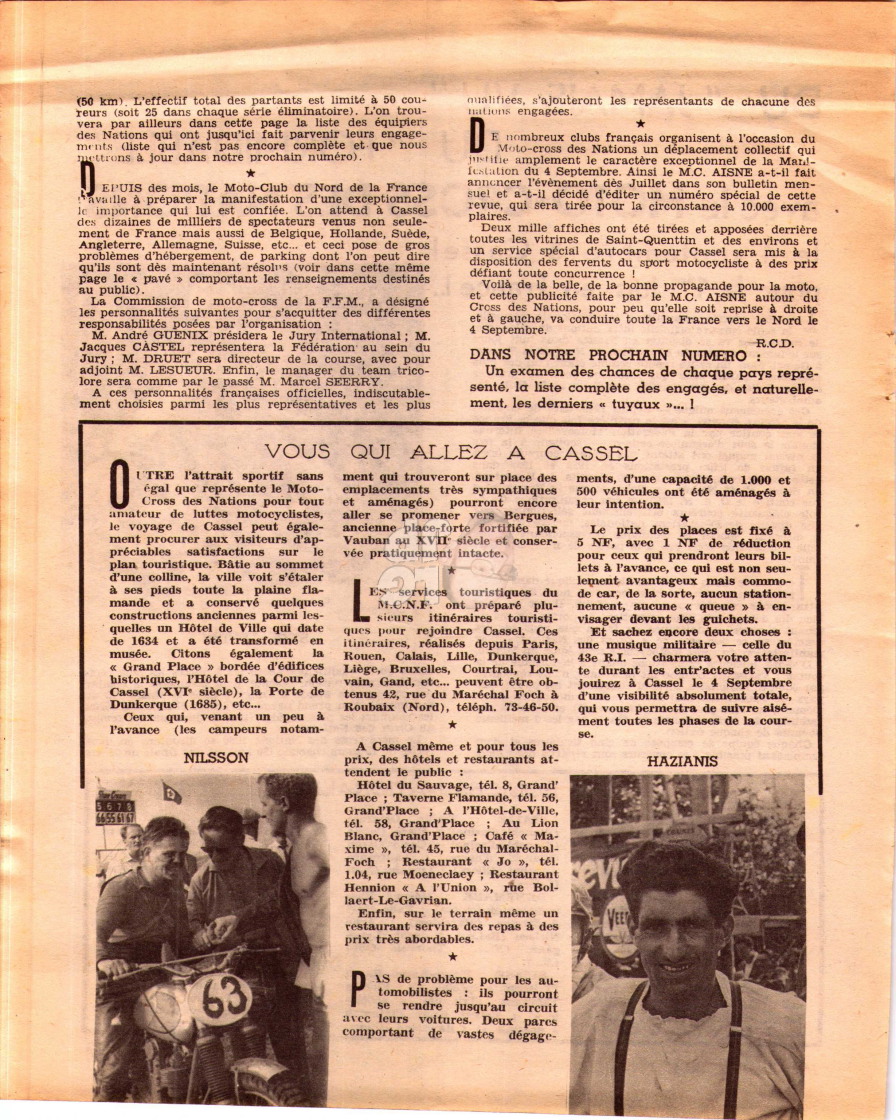 (50 km). L'effectif total des partants est limité à 50 cou-
reurs (soit 25 dans chaque série éliminatoire). L'on trou-
vera par ailleurs dans cette page la liste des équipiers
des Nations qui ont jusqu'ici fait parvenir leurs engage-
ments (liste qui n'est pas encore complète et que nous
mettrons à jour dans notre prochain numéro).
★
DEPUIS des mois, le Moto-Club du Nord de la France
travaille à préparer la manifestation d'une exceptionnel-
le importance qui lui est confiée. L'on attend à Cassel
des dizaines de milliers de spectateurs venus non seule-
ment de France mais aussi de Belgique, Hollande, Suède,
Angleterre, Allemagne, Suisse, etc... et ceci pose de gros
problèmes d'hébergement, de parking dont l'on peut dire
qu'ils sont dès maintenant résolus (voir dans cette même
page le « pavé » comportant les renseignements destinés
au public).
La Commission de moto-cross de la F.F.M., a désigné
les personnalités suivantes pour s'acquitter des différentes
responsabilités posées par l'organisation :
M. André GUENIX présidera le Jury International ; M.
Jacques CASTEL représentera la Fédération au sein du
Jury ; M. DRUET sera directeur de la course, avec pour
adjoint M. LESUEUR. Enfin, le manager du team trico-
lore sera comme par le passé M. Marcel SEERRY.
A ces personnalités françaises officielles, indiscutable-
ment choisies parmi les plus représentatives et les plus
qualifiées, s'ajouteront les représentants de chacune des
nations engagées.
★
DE nombreux clubs français organisent à l'occasion du
Moto-cross des Nations un déplacement collectif qui
justifie amplement le caractère exceptionnel de la Mani-
festation du 4 Septembre. Ainsi le M.C. AISNE a-t-il fait
annoncer l'évènement dès Juillet dans son bulletin men-
suel et a-t-il décidé d'éditer un numéro spécial de cette
revue, qui sera tirée pour la circonstance à 10.000 exem-
plaires.
Deux mille affiches ont été tirées et apposées derrière
toutes les vitrines de Saint-Quenttin et des environs et
un service spécial d'autocars pour Cassel sera mis à la
disposition des fervents du sport motocycliste à des prix
défiant toute concurrence !
Voilà de la belle, de la bonne propagande pour la moto,
et cette publicité faite par le M.C. AISNE autour du
Cross des Nations, pour peu qu'elle soit reprise à droite
et à gauche, va conduire toute la France vers le Nord le
4 Septembre.
R.C.D.
DANS NOTRE PROCHAIN NUMERO :
Un examen des chances de chaque pays repré-
senté, la liste complète des engagés, et naturelle-
ment, les derniers « tuyaux »... !
VOUS QUI ALLEZ A CASSEL
OUTRE l'attrait sportif sans
égal que représente le Moto-
Cross des Nations pour tout
amateur de luttes motocyclistes,
le voyage de Cassel peut égale-
ment procurer aux visiteurs d'ap-
préciables satisfactions sur le
plan touristique. Bâtie au sommet
d'une colline, la ville voit s'étaler
à ses pieds toute la plaine fla-
mande et a conservé quelques
constructions anciennes parmi les-
quelles un Hôtel de Ville qui date
de 1634 et a été transformé en
musée. Citons également la
« Grand Place » bordée d'édifices
historiques, l'Hôtel de la Cour de
Cassel (XVIe siècle), la Porte de
Dunkerque (1685), etc...
Ceux qui, venant un peu à
l'avance (les campeurs notam-
ment qui trouveront sur place des
emplacements très sympathiques
et aménagés) pourront encore
aller se promener vers Bergues,
ancienne place-forte fortifiée par
Vauban au XVIIe siècle et conser-
vée pratiquement intacte.
★
LES services touristiques du
M.C.N.F. ont préparé plu-
sieurs itinéraires touristi-
ques pour rejoindre Cassel. Ces
itinéraires, réalisés depuis Paris,
Rouen, Calais, Lille, Dunkerque,
Liège, Bruxelles, Courtrai, Lou-
vain, Gand, etc... peuvent être ob-
tenus 42, rue du Maréchal Foch à
Roubaix (Nord), téléph. 73-46-50.
★
A Cassel même et pour tous les
prix, des hôtels et restaurants at-
tendent le public :
Hôtel du Sauvage, tél. 8, Grand'
Place ; Taverne Flamande, tél. 56,
Grand'Place ; A l'Hôtel-de-Ville,
tél. 58, Grand'Place ; Au Lion
Blanc, Grand'Place ; Café « Ma-
xime », tél. 45, rue du Maréchal-
Foch ; Restaurant « Jo », tél.
1.04, rue Moeneclaey ; Restaurant
Hennion « A l'Union », rue Bol-
laert-Le-Gavrian.
Enfin, sur le terrain même un
restaurant servira des repas à des
prix très abordables.
★
PAS de problème pour les au-
tomobilistes : ils pourront
se rendre jusqu'au circuit
avec leurs voitures. Deux parcs
comportant de vastes dégage-
ments, d'une capacité de 1.000 et
500 véhicules ont été aménagés à
leur intention.
★
Le prix des places est fixé à
5 NF, avec 1 NF de réduction
pour ceux qui prendront leurs bil-
lets à l'avance, ce qui est non seu-
lement avantageux mais commo-
de car, de la sorte, aucun station-
nement, aucune « queue » à en-
visager devant les guichets.
Et sachez encore deux choses :
une musique militaire — celle du
43e R.I. — charmera votre atten-
te durant les entr'actes et vous
jouirez à Cassel le 4 Septembre
d'une visibilité absolument totale,
qui vous permettra de suivre aisé-
ment toutes les phases de la cour-
se.
NILSSON
5 6 7 8
66 55 61 67
63
HAZIANIS
VEE
21